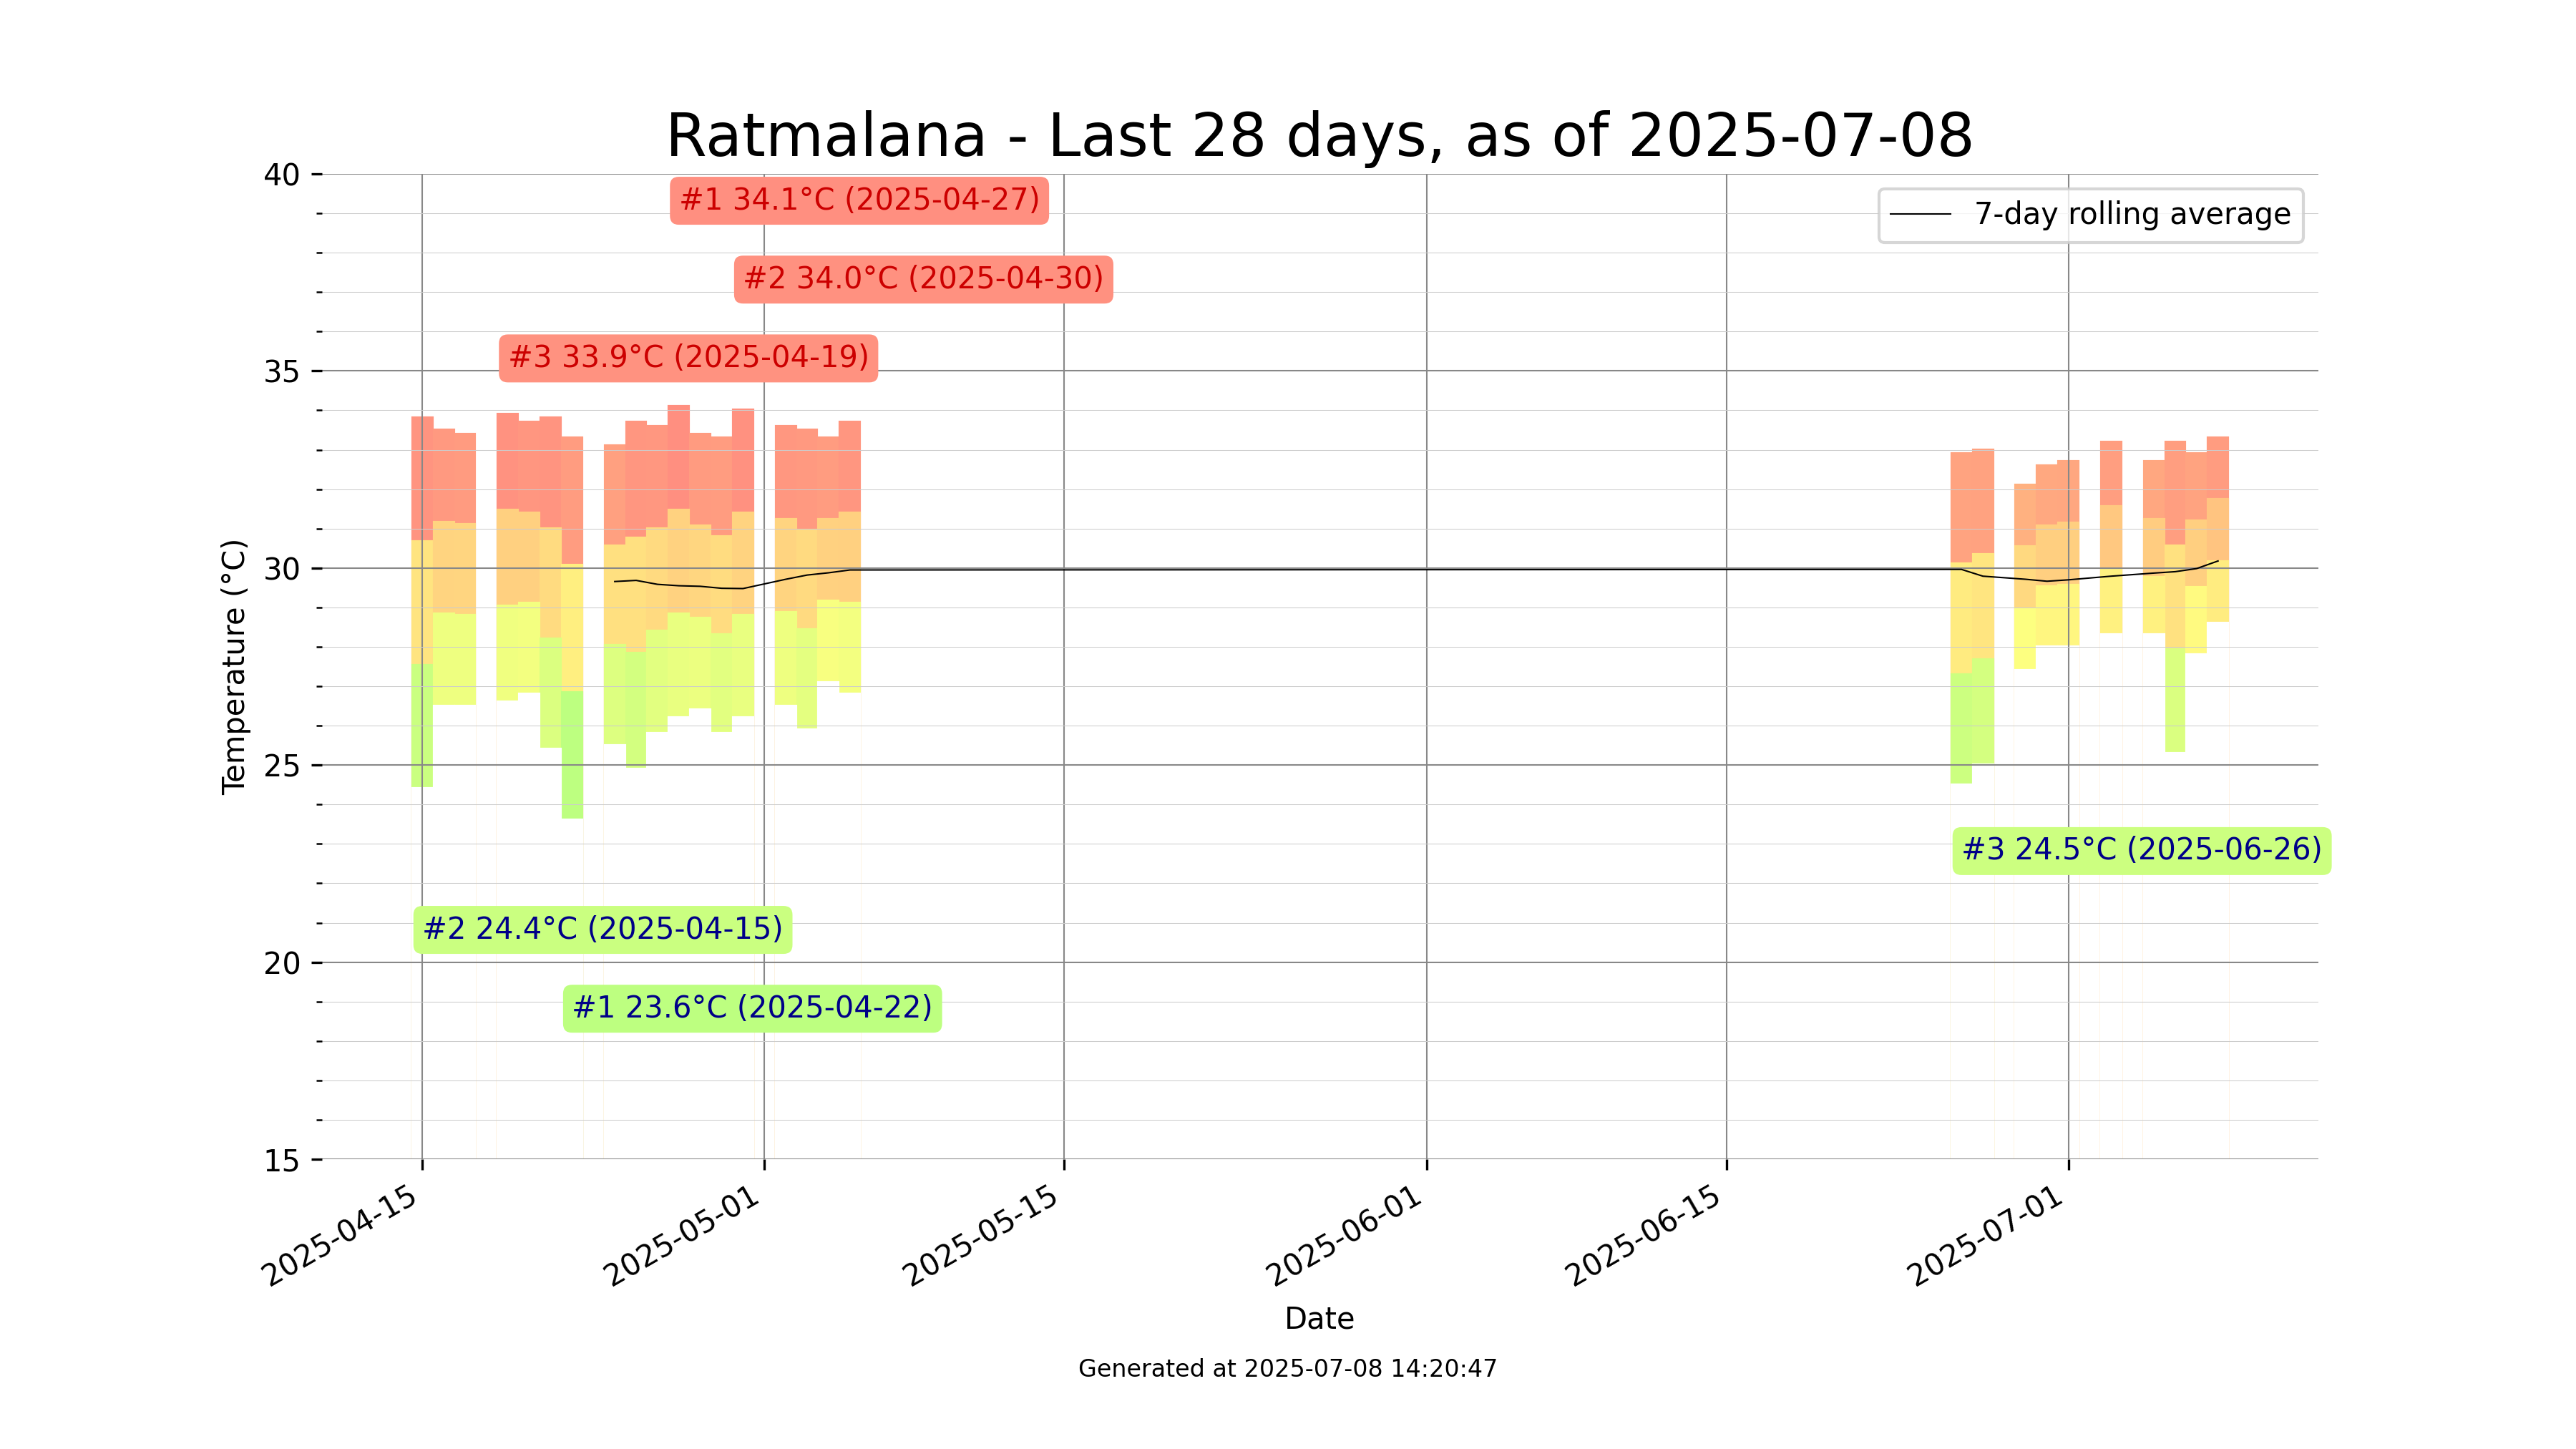 Ratmalana - Last 28 days, as of 2025-07-08
40
#1 34.1°C (2025-04-27)
7-day rolling average
#2 34.0°C (2025-04-30)
#3 33.9°C (2025-04-19)
35
30
Temperature (°C)
25
#3 24.5°C (2025-06-26)
#2 24.4°C (2025-04-15)
20
#1 23.6°C (2025-04-22)
15
2025-04-15
2025-05-01
2025-05-15
2025-06-01
2025-06-15
2025-07-01
Date
Generated at 2025-07-08 14:20:47